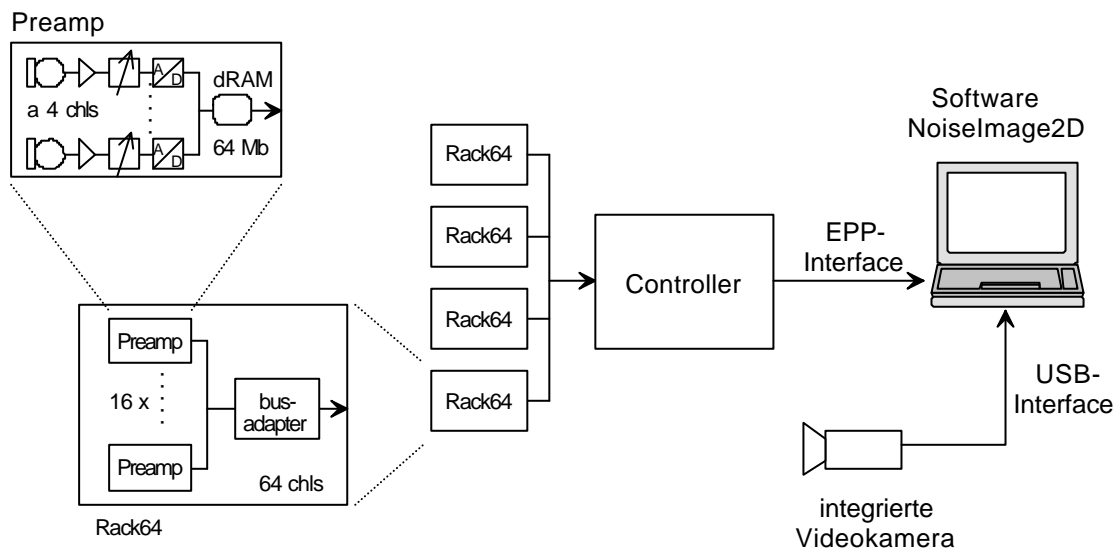 Preamp
A
D
a 4 chls
A
D
dRAM
64 Mb
Rack64
Rack64
Rack64
Rack64
Controller
EPP-
Interface
Software
NoiseImage2D
USB-
Interface
integrierte
Videokamera
Preamp
16 x
Preamp
bus-
adapter
64 chls
Rack64